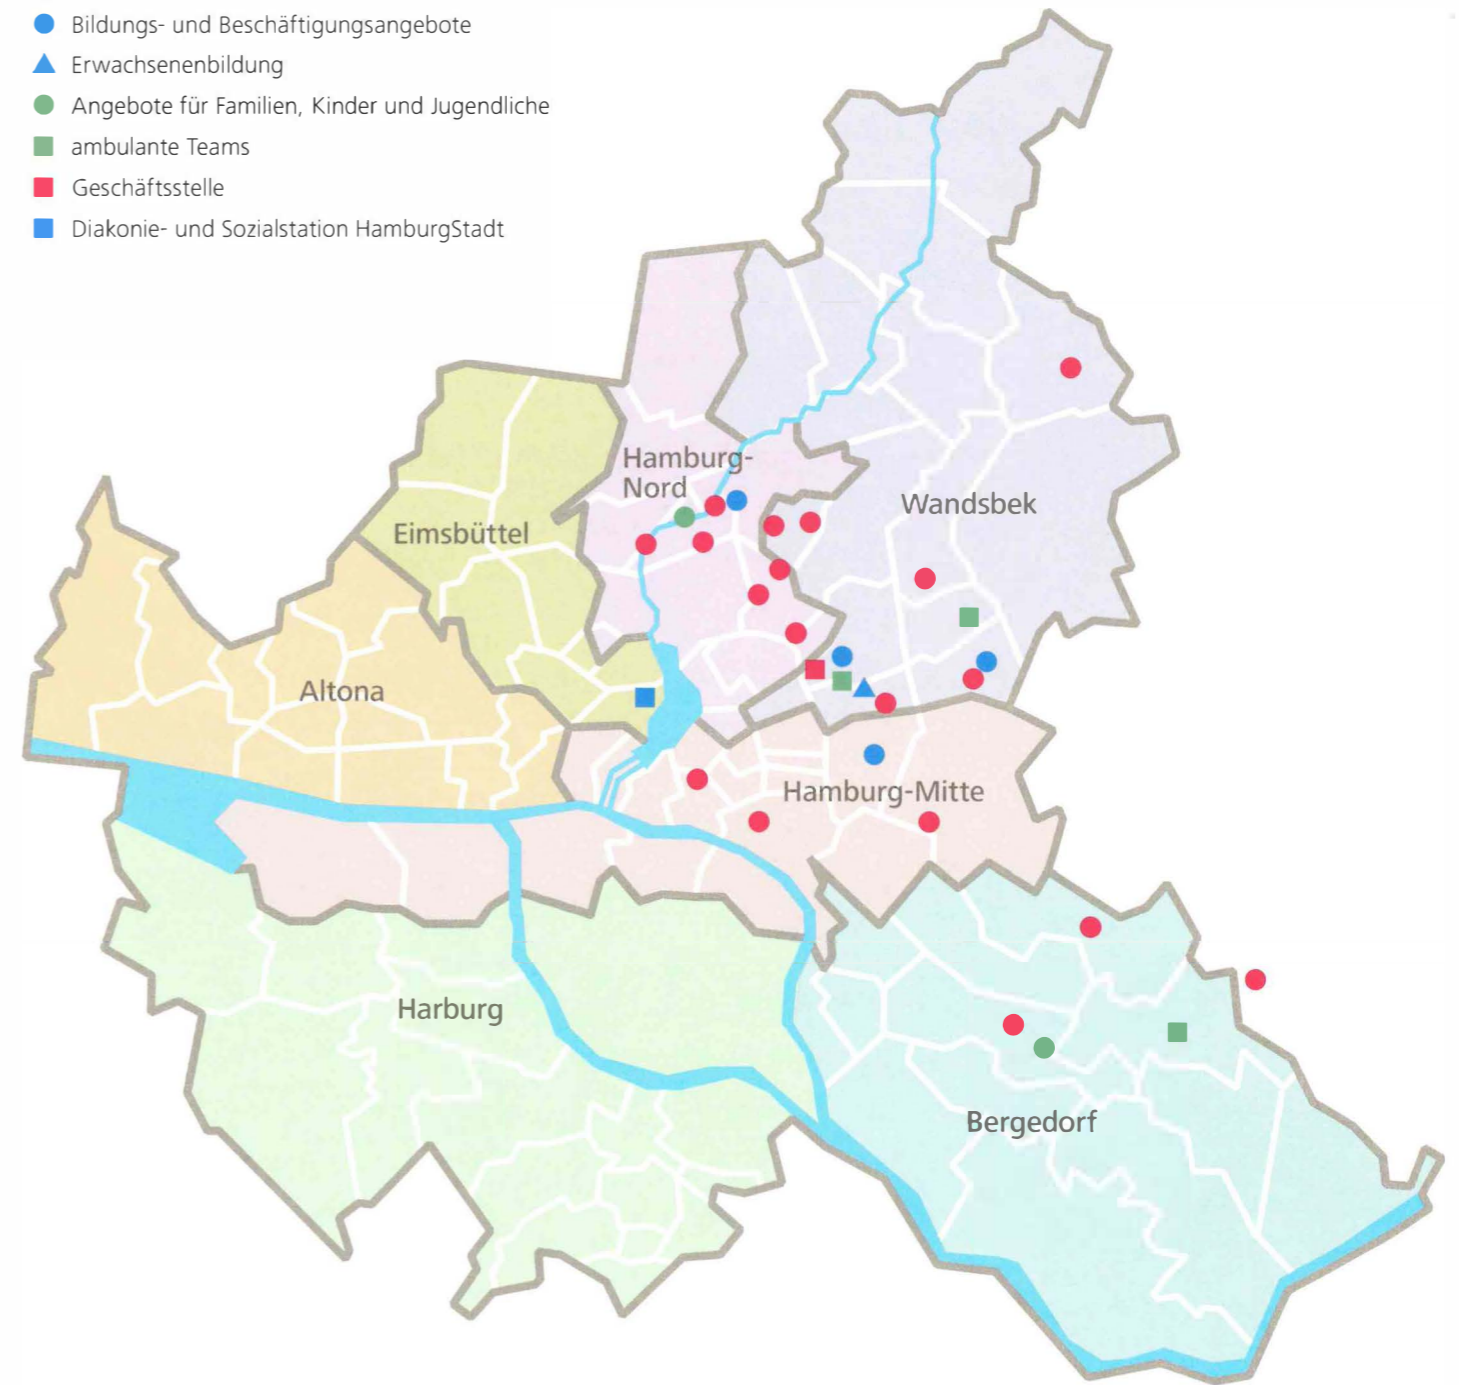 Bildungs- und Beschäftigungsangebote
Erwachsenenbildung
Angebote für Familien, Kinder und Jugendliche
ambulante Teams
Geschäftsstelle
Diakonie- und Sozialstation HamburgStadt
Hamburg-
Nord
Wandsbek
Eimsbüttel
Altona
Hamburg-Mitte
Harburg
Bergedorf